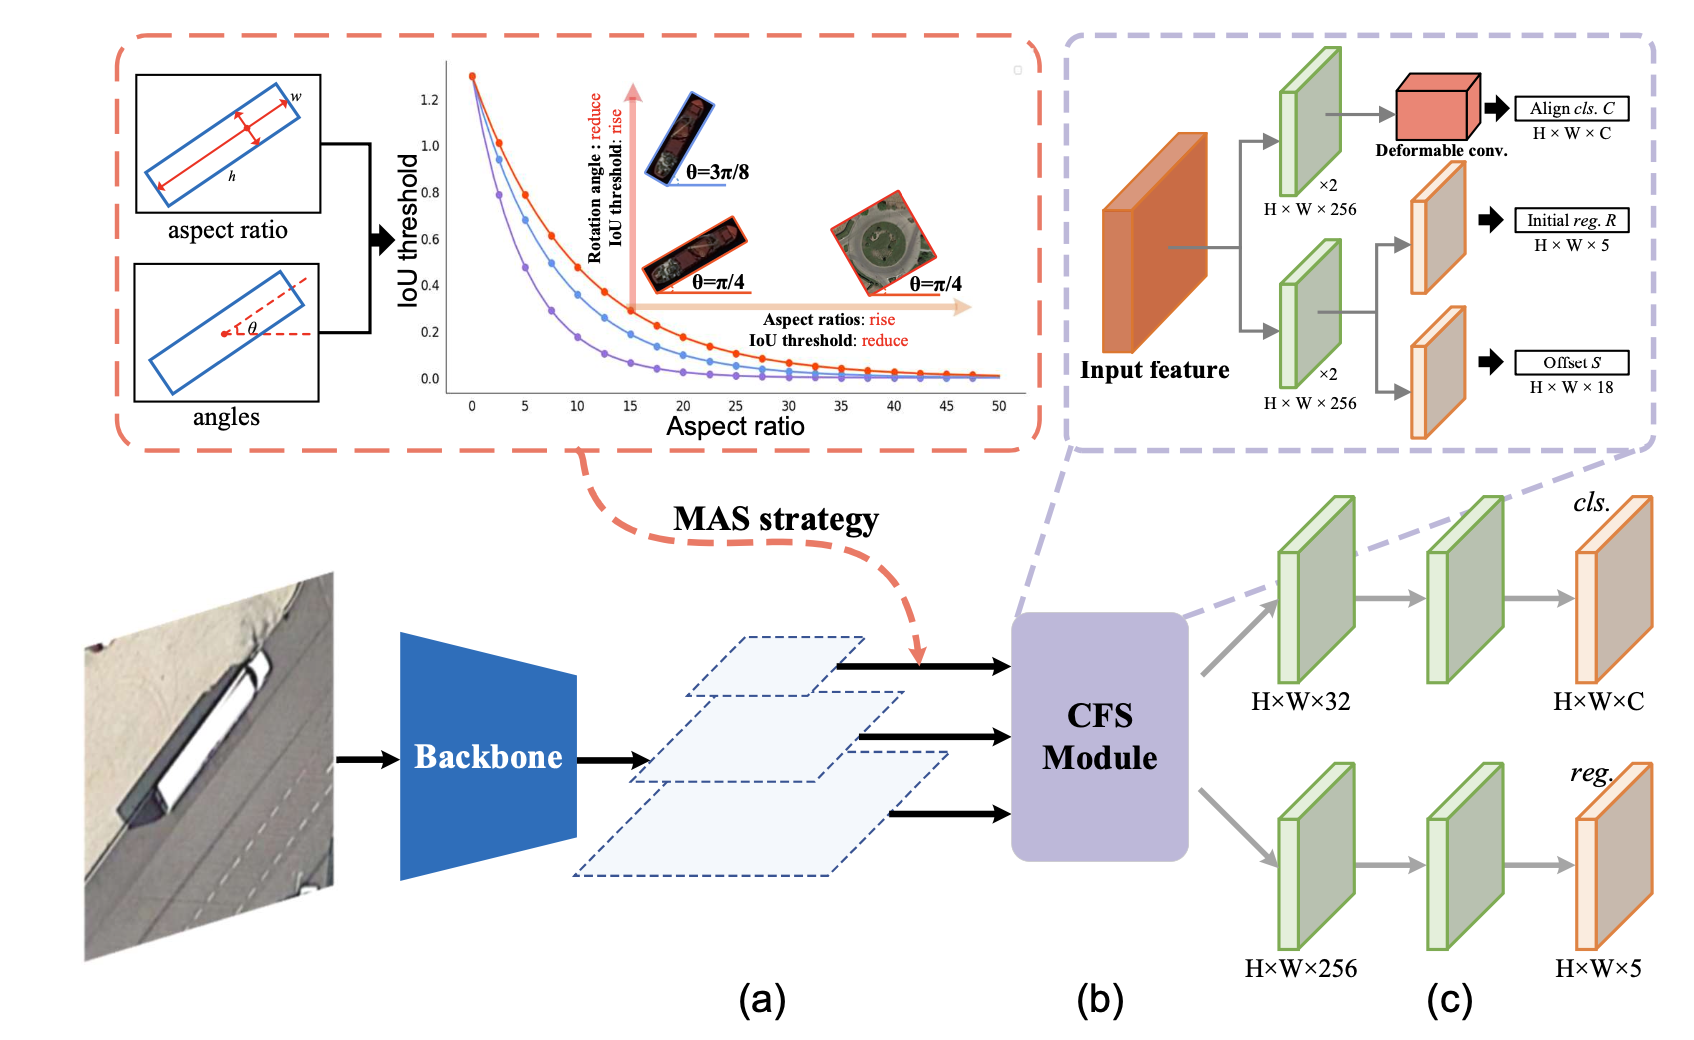 w
h
aspect ratio
θ
angles
IoU threshold
1.2
1.0
0.8
0.6
0.4
0.2
0.0
0 5 10 15 20 25 30 35 40 45 50
Aspect ratio
Rotation angle : reduce
IoU threshold: rise
θ=3π/8
θ=π/4
θ=π/4
Aspect ratios: rise
IoU threshold: reduce
Input feature
×2
H × W × 256
×2
H × W × 256
Deformable conv.
Align cls. C
H × W × C
Initial reg. R
H × W × 5
Offset S
H × W × 18
MAS strategy
Backbone
CFS
Module
cls.
H×W×32
H×W×C
reg.
H×W×256
H×W×5
(a)
(b)
(c)